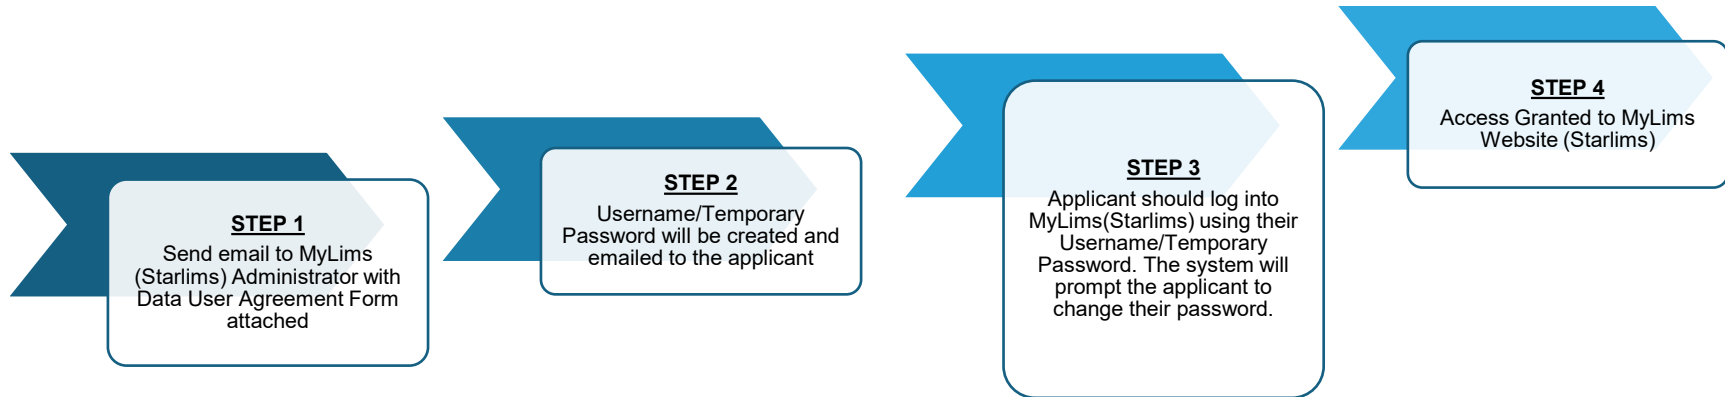 STEP 1
Send email to MyLims
(Starlims) Administrator with
Data User Agreement Form
attached
STEP 2
Username/Temporary
Password will be created and
emailed to the applicant
STEP 3
Applicant should log into
MyLims(Starlims) using their
Username/Temporary
Password. The system will
prompt the applicant to
change their password.
STEP 4
Access Granted to MyLims
Website (Starlims)